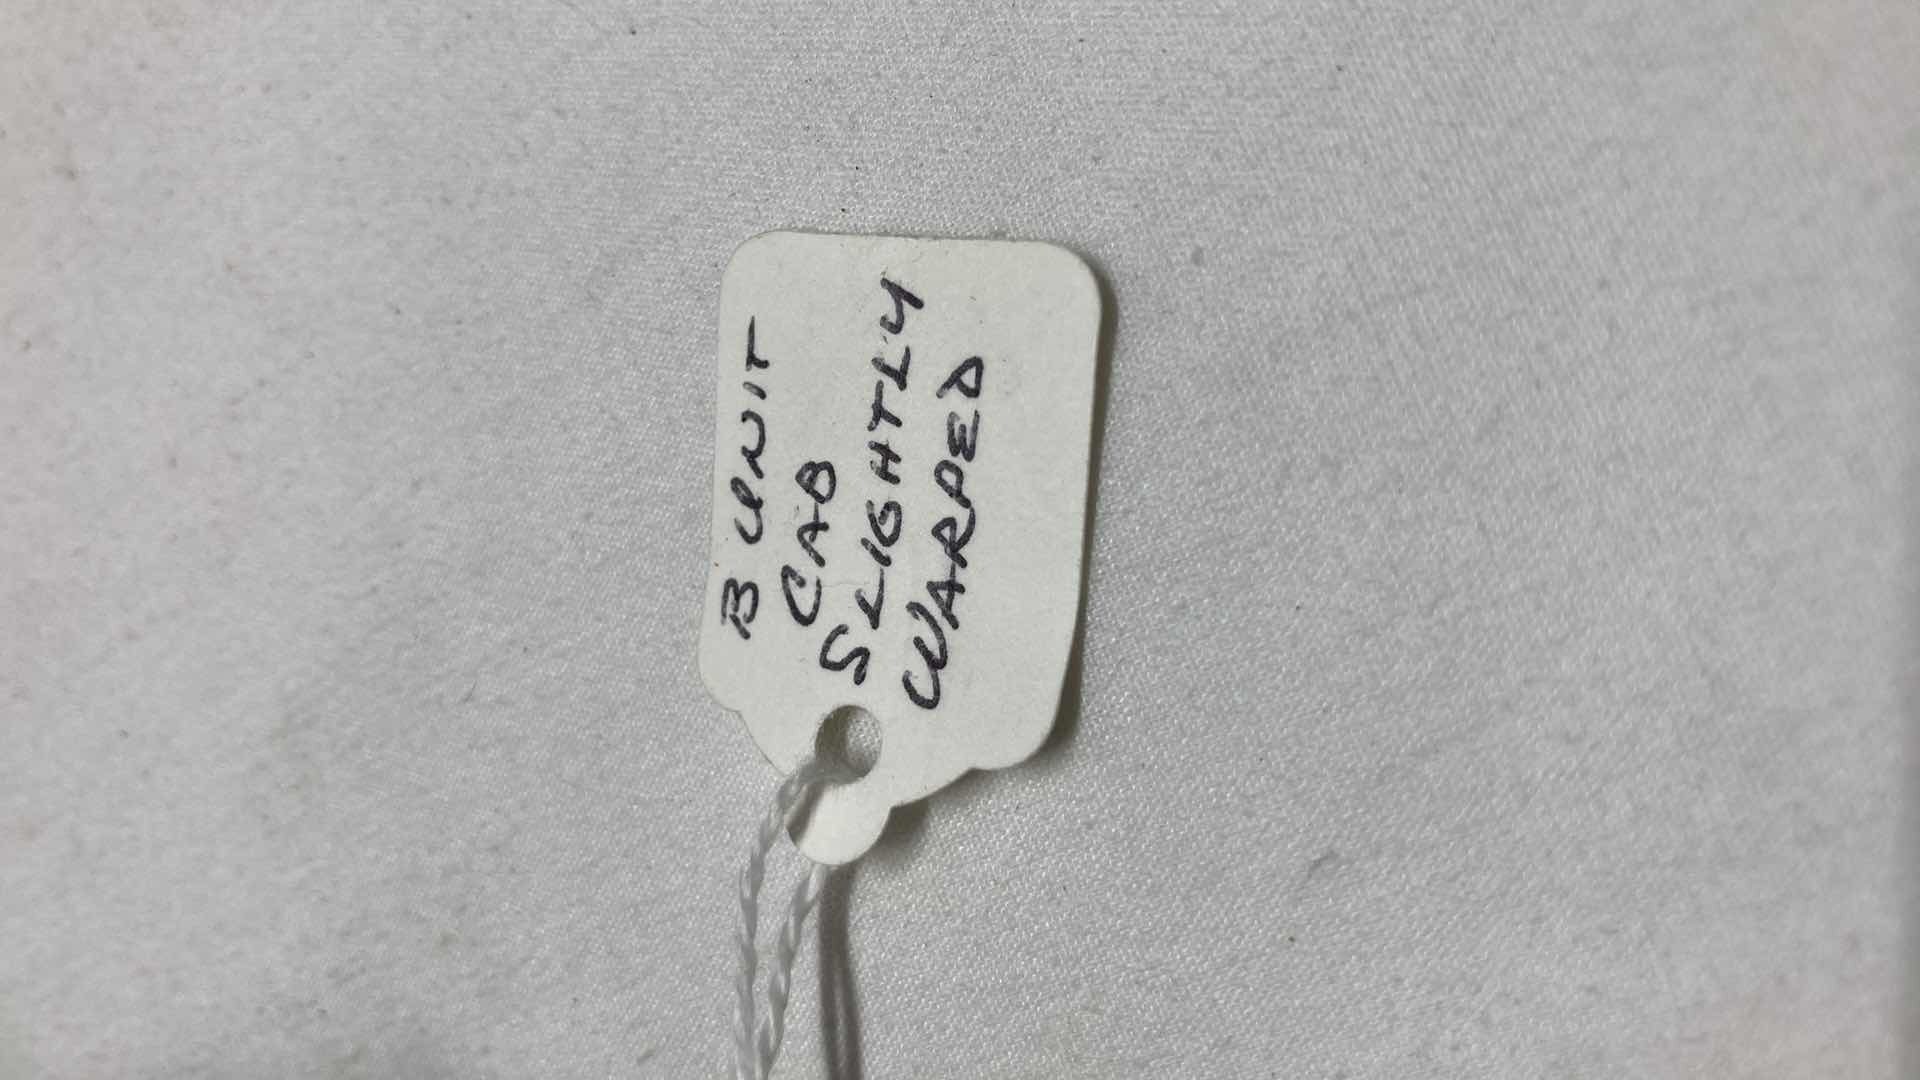 B UNIT
CAB
SLIGHTLY
WARPED